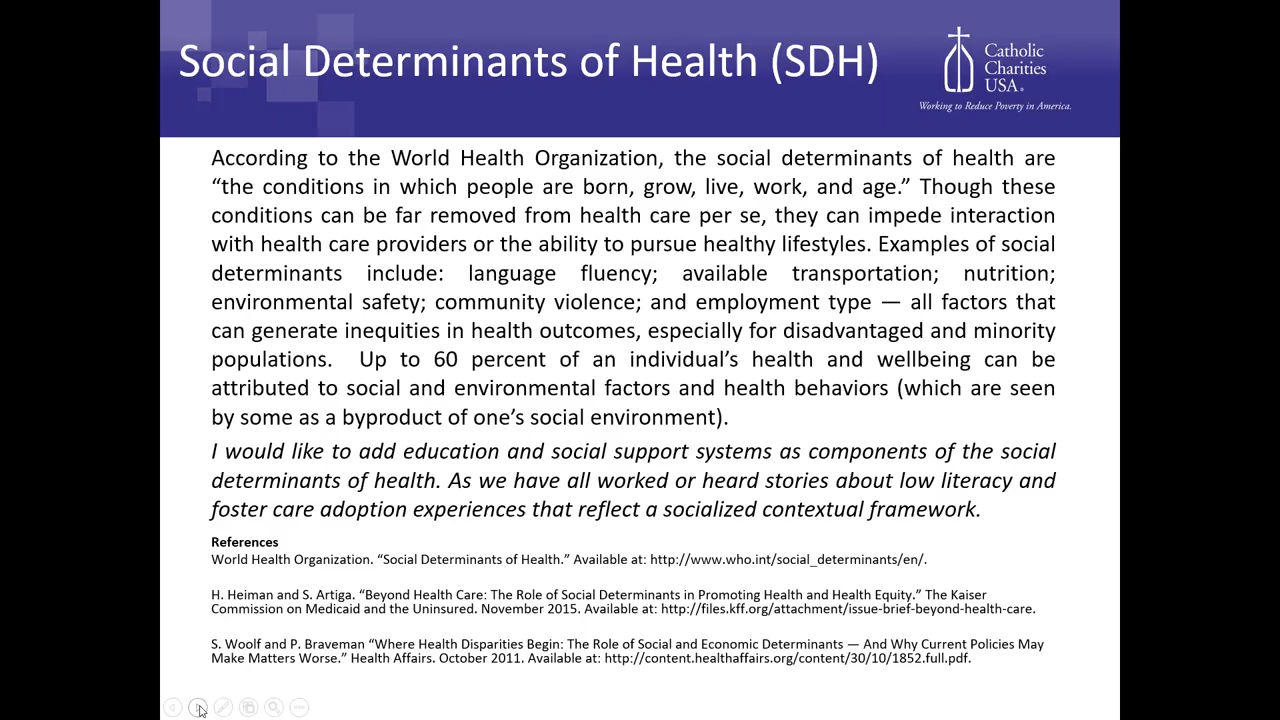 Social Determinants of Health (SDH)
Catholic
Charities
USA®
Working to Reduce Poverty in America.
According to the World Health Organization, the social determinants of health are
“the conditions in which people are born, grow, live, work, and age.” Though these
conditions can be far removed from health care per se, they can impede interaction
with health care providers or the ability to pursue healthy lifestyles. Examples of social
determinants include: language fluency; available transportation; nutrition;
environmental safety; community violence; and employment type — all factors that
can generate inequities in health outcomes, especially for disadvantaged and minority
populations. Up to 60 percent of an individual’s health and wellbeing can be
attributed to social and environmental factors and health behaviors (which are seen
by some as a byproduct of one’s social environment).
I would like to add education and social support systems as components of the social
determinants of health. As we have all worked or heard stories about low literacy and
foster care adoption experiences that reflect a socialized contextual framework.
References
World Health Organization. “Social Determinants of Health.” Available at: http://www.who.int/social_determinants/en/.
H. Heiman and S. Artiga. “Beyond Health Care: The Role of Social Determinants in Promoting Health and Health Equity.” The Kaiser
Commission on Medicaid and the Uninsured. November 2015. Available at: http://files.kff.org/attachment/issue-brief-beyond-health-care.
S. Woolf and P. Braveman “Where Health Disparities Begin: The Role of Social and Economic Determinants — And Why Current Policies May
Make Matters Worse.” Health Affairs. October 2011. Available at: http://content.healthaffairs.org/content/30/10/1852.full.pdf.